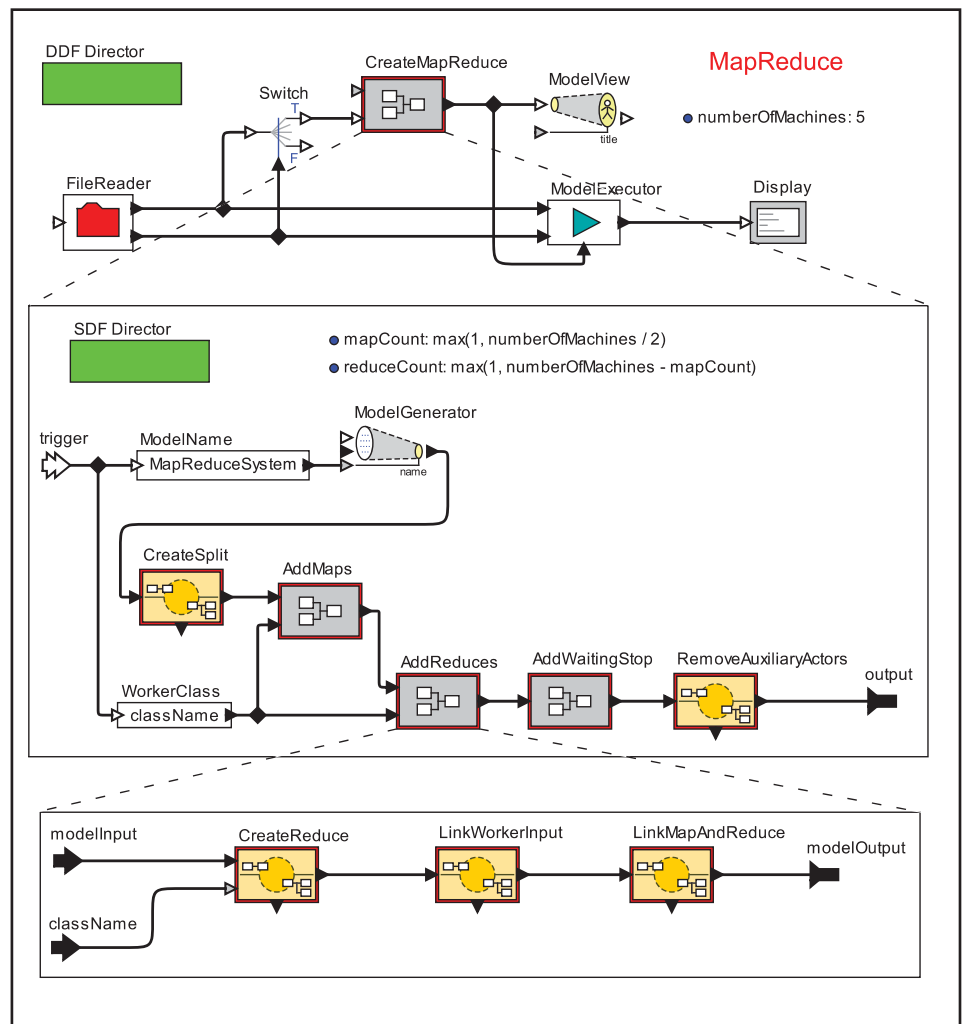 DDF Director
CreateMapReduce
MapReduce
ModelView
Switch
T
numberOfMachines: 5
title
F
FileReader
ModelExecutor
Display
SDF Director
mapCount: max(1, numberOfMachines / 2)
reduceCount: max(1, numberOfMachines - mapCount)
ModelGenerator
trigger
ModelName
MapReduceSystem
name
CreateSplit
AddMaps
AddReduces
AddWaitingStop
RemoveAuxiliaryActors
output
WorkerClass
className
modelInput
CreateReduce
LinkWorkerInput
LinkMapAndReduce
modelOutput
className